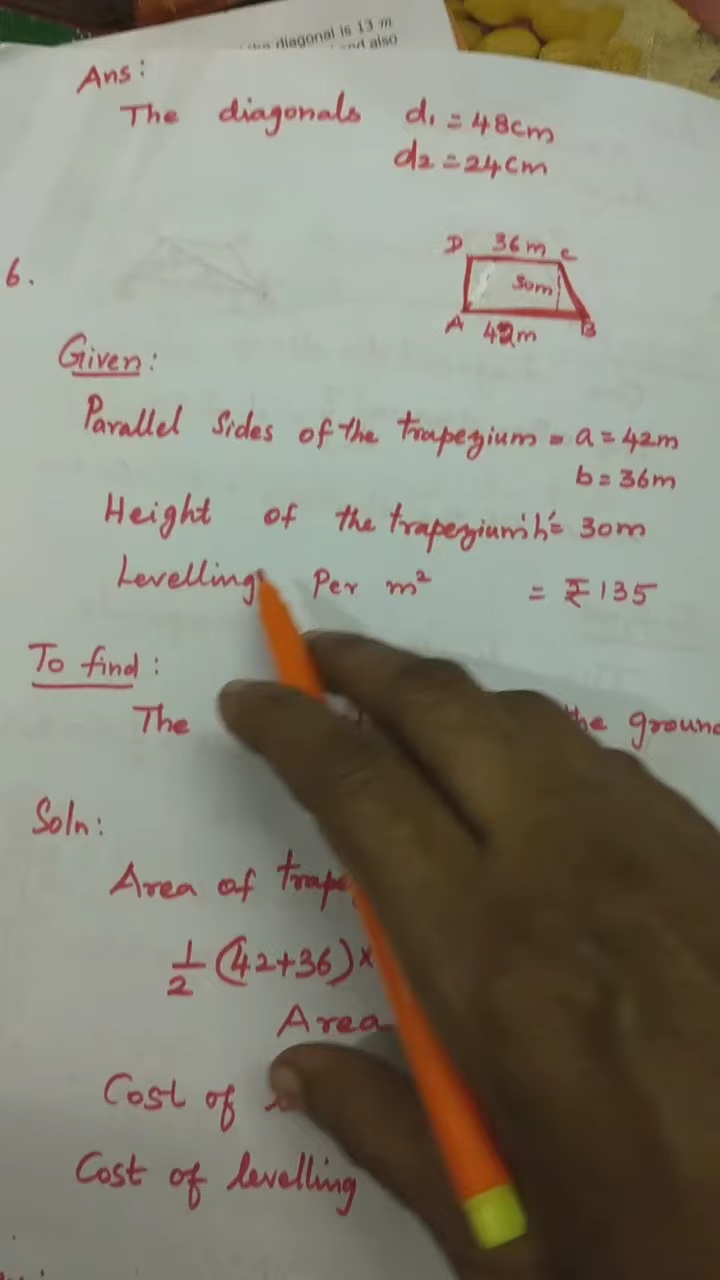 diagonal is 13 m
and also
Ans:
The diagonals d₁ = 48cm
d₂ = 24cm
6.
D 36m C
30m
A 42m B
Given:
Parallel Sides of the trapezium = a = 42m
b = 36m
Height of the trapezium 'h' = 30m
Levelling Per m² = ₹135
To find:
The the ground
Soln:
Area of
1/2 (42+36) ×
Area
Cost of
Cost of levelling